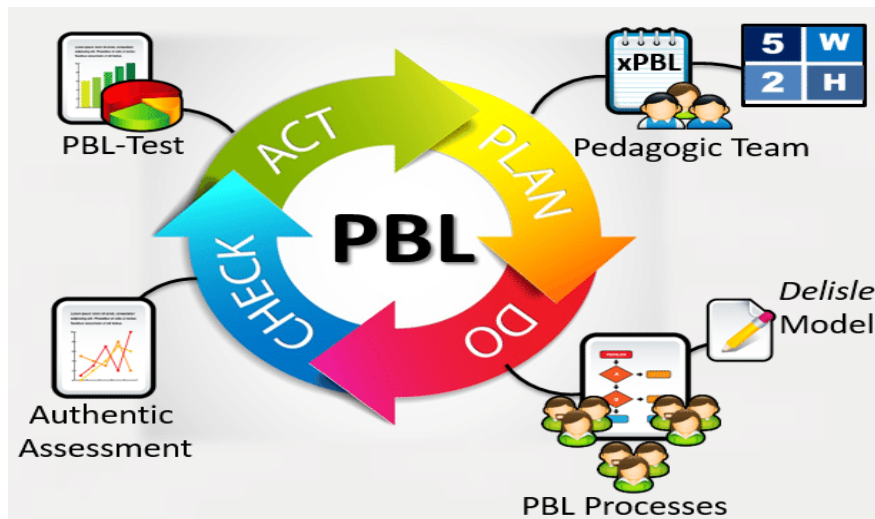 PBL-Test
ACT
PLAN
DO
CHECK
PBL
xPBL
5 W
2 H
Pedagogic Team
Delisle
Model
PBL Processes
Authentic
Assessment